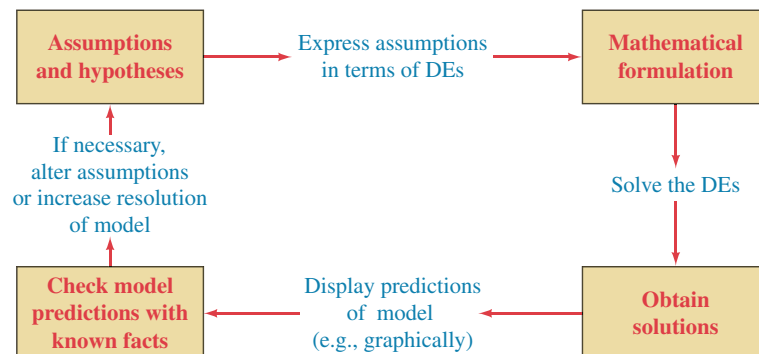 Assumptions
and hypotheses
Express assumptions
in terms of DEs
Mathematical
formulation
If necessary,
alter assumptions
or increase resolution
of model
Solve the DEs
Check model
predictions with
known facts
Display predictions
of model
(e.g., graphically)
Obtain
solutions